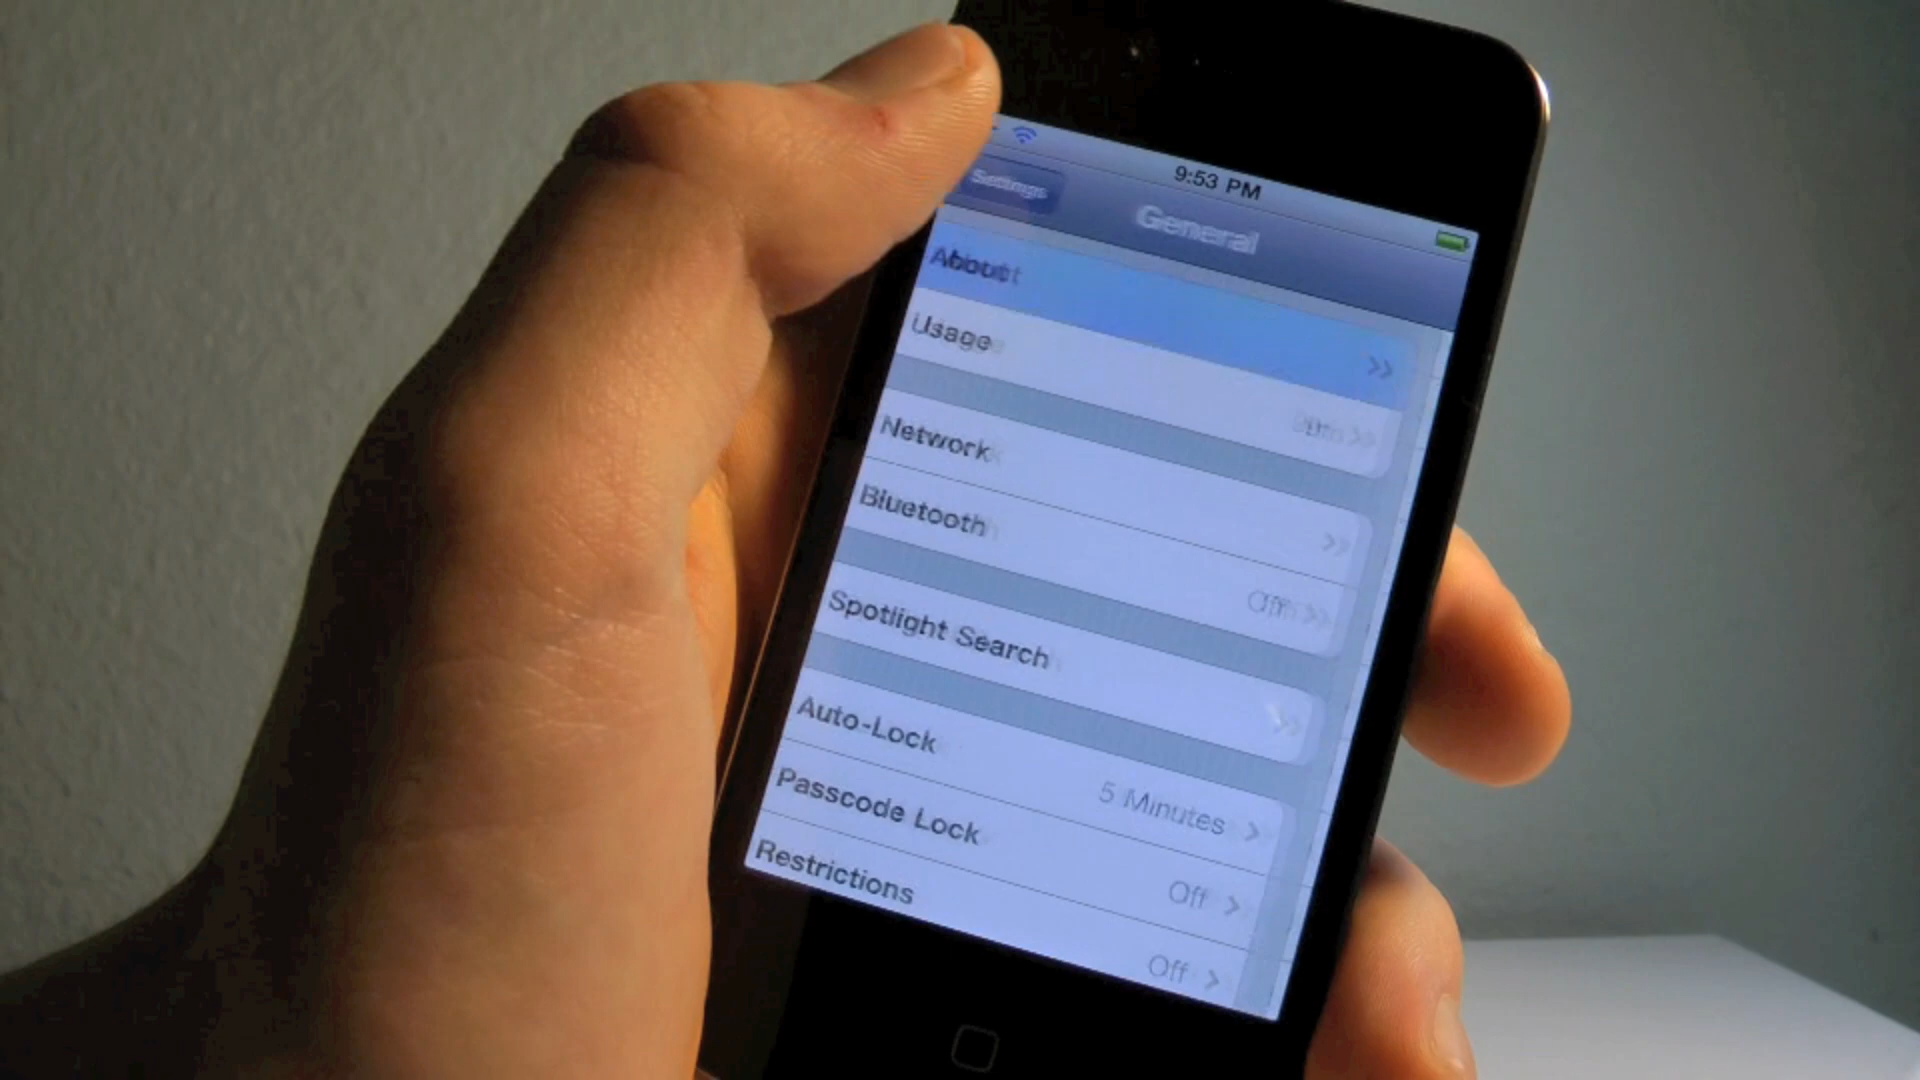 9:53 PM
Settings
General
About
Usage
Network
Bluetooth
Off
Spotlight Search
Auto-Lock
5 Minutes
Passcode Lock
Off
Restrictions
Off